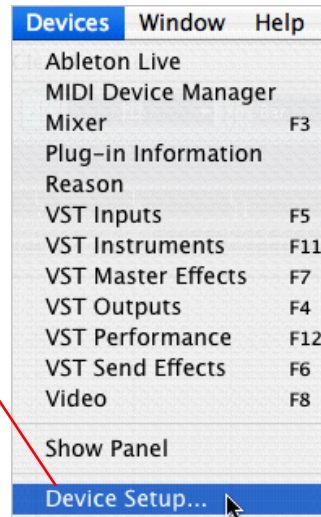 Devices Window Help
Ableton Live
MIDI Device Manager
Mixer F3
Plug-in Information
Reason
VST Inputs F5
VST Instruments F11
VST Master Effects F7
VST Outputs F4
VST Performance F12
VST Send Effects F6
Video F8
Show Panel
Device Setup...